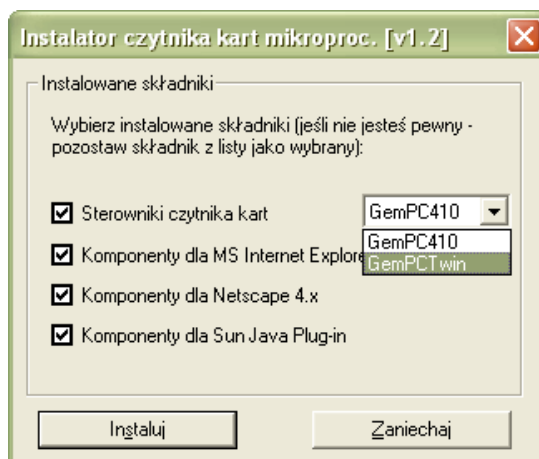 Instalator czytnika kart mikroproc. [v1.2]
Instalowane składniki
Wybierz instalowane składniki (jeśli nie jesteś pewny -
pozostaw składnik z listy jako wybrany):
Sterowniki czytnika kart GemPC410
GemPC410
Komponenty dla MS Internet Explore
GemPCTwin
Komponenty dla Netscape 4.x
Komponenty dla Sun Java Plug-in
Instaluj Zaniechaj